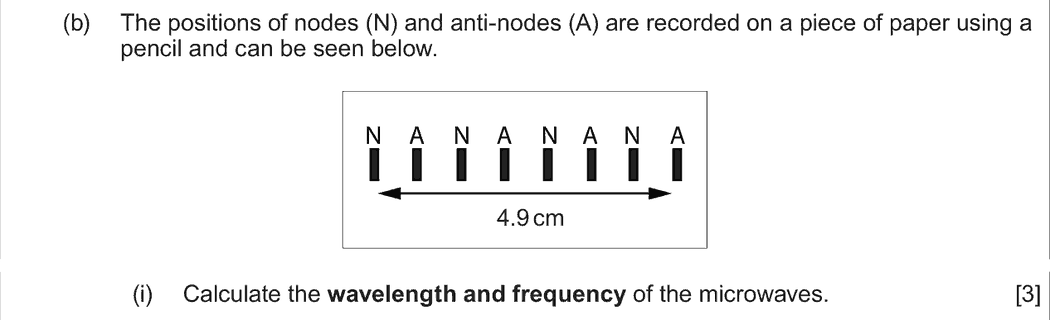 (b) The positions of nodes (N) and anti-nodes (A) are recorded on a piece of paper using a
pencil and can be seen below.
N A N A N A N A
4.9 cm
(i) Calculate the wavelength and frequency of the microwaves. [3]